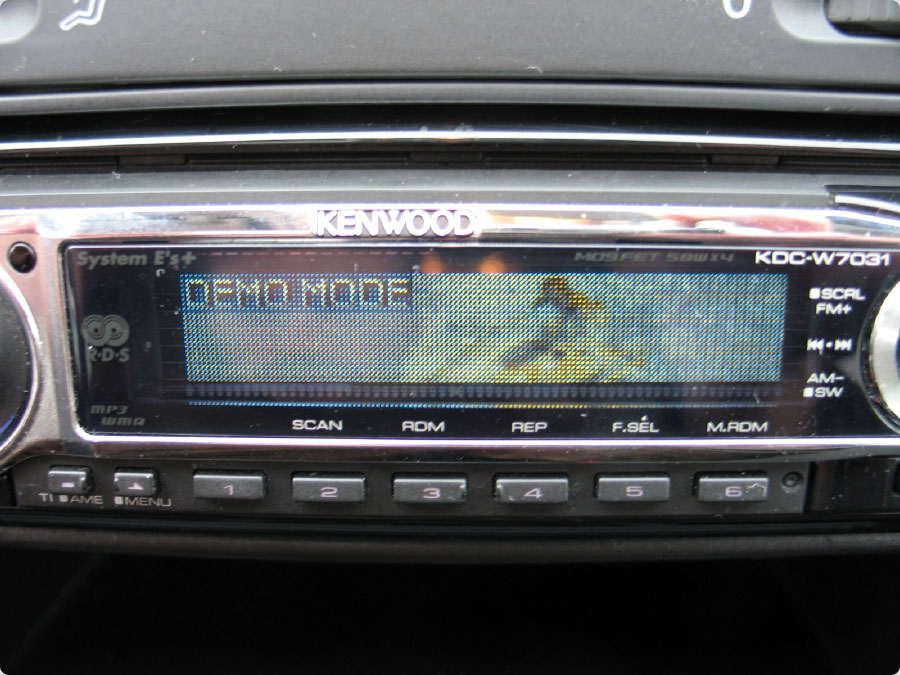 0
KENWOOD
System E's+
MOSFET 50W×4
KDC-W7031
DEMO MODE
SCRL
FM+
R·D·S
AM-
SW
MP3
WMA
SCAN RDM REP F.SEL M.RDM
TI AME MENU 1 2 3 4 5 6